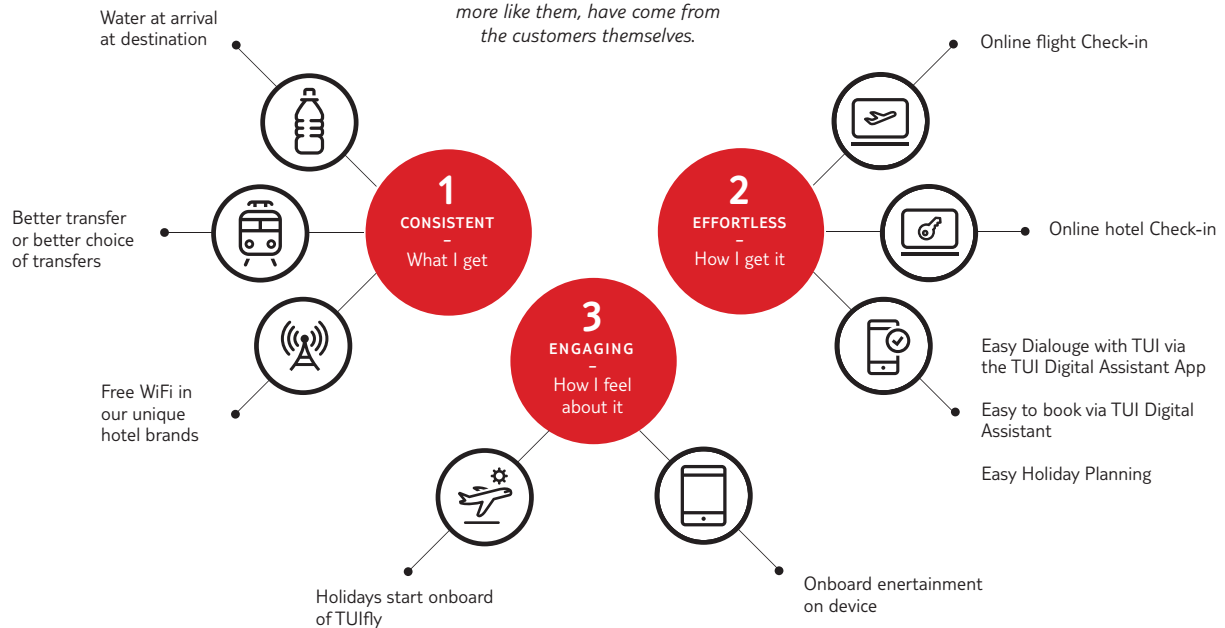 more like them, have come from
the customers themselves.
Water at arrival
at destination
Better transfer
or better choice
of transfers
Free WiFi in
our unique
hotel brands
1
CONSISTENT
–
What I get
2
EFFORTLESS
–
How I get it
Online flight Check-in
Online hotel Check-in
Easy Dialouge with TUI via
the TUI Digital Assistant App
Easy to book via TUI Digital
Assistant
Easy Holiday Planning
3
ENGAGING
–
How I feel
about it
Holidays start onboard
of TUIfly
Onboard enertainment
on device